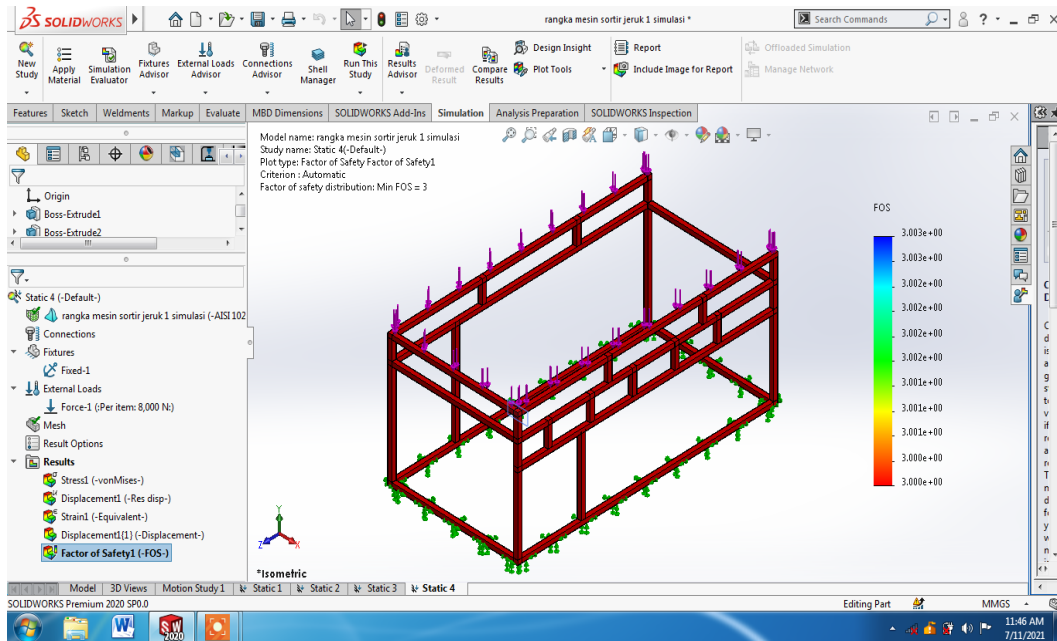 SOLIDWORKS
rangka mesin sortir jeruk 1 simulasi *
Search Commands
New Study
Apply Material
Simulation Evaluator
Fixtures Advisor
External Loads Advisor
Connections Advisor
Shell Manager
Run This Study
Results Advisor
Deformed Result
Compare Results
Design Insight
Plot Tools
Report
Include Image for Report
Offloaded Simulation
Manage Network
Features Sketch Weldments Markup Evaluate MBD Dimensions SOLIDWORKS Add-Ins Simulation Analysis Preparation SOLIDWORKS Inspection
Model name: rangka mesin sortir jeruk 1 simulasi
Study name: Static 4(-Default-)
Plot type: Factor of Safety Factor of Safety1
Criterion : Automatic
Factor of safety distribution: Min FOS = 3
Origin
Boss-Extrude1
Boss-Extrude2
Static 4 (-Default-)
rangka mesin sortir jeruk 1 simulasi (-AISI 102
Connections
Fixtures
Fixed-1
External Loads
Force-1 (:Per item: 8,000 N:)
Mesh
Result Options
Results
Stress1 (-vonMises-)
Displacement1 (-Res disp-)
Strain1 (-Equivalent-)
Displacement1{1} (-Displacement-)
Factor of Safety1 (-FOS-)
FOS
3.003e+00
3.003e+00
3.002e+00
3.002e+00
3.002e+00
3.002e+00
3.001e+00
3.001e+00
3.001e+00
3.000e+00
3.000e+00
Y
Z
X
*Isometric
Model 3D Views Motion Study 1 Static 1 Static 2 Static 3 Static 4
SOLIDWORKS Premium 2020 SP0.0
Editing Part
MMGS
SW
2020
11:46 AM
7/11/2021